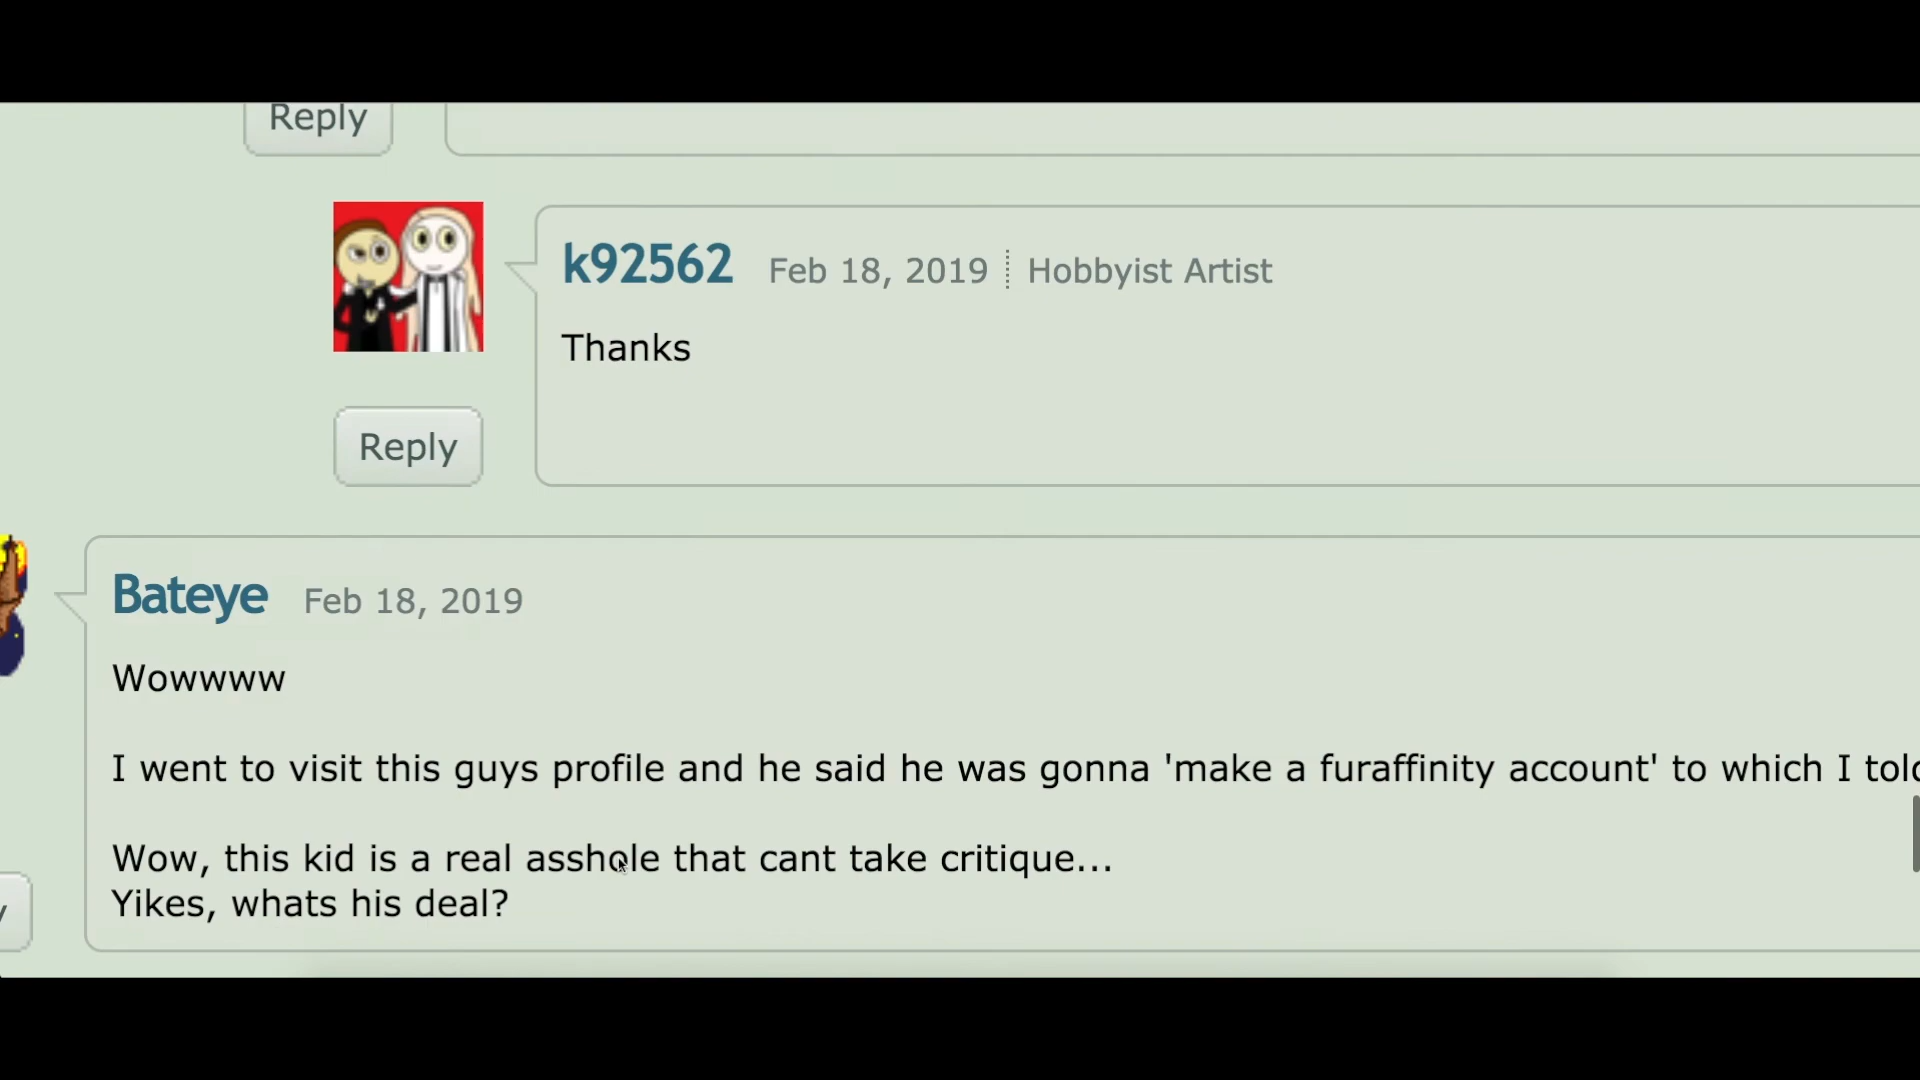 Reply
k92562 Feb 18, 2019 Hobbyist Artist
Thanks
Reply
Bateye Feb 18, 2019
Wowwww
I went to visit this guys profile and he said he was gonna 'make a furaffinity account' to which I told
Wow, this kid is a real asshole that cant take critique...
Yikes, whats his deal?